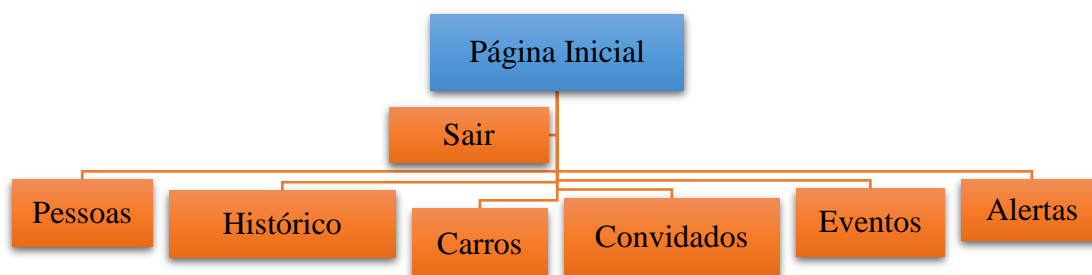 Página Inicial
Sair
Pessoas
Histórico
Carros
Convidados
Eventos
Alertas